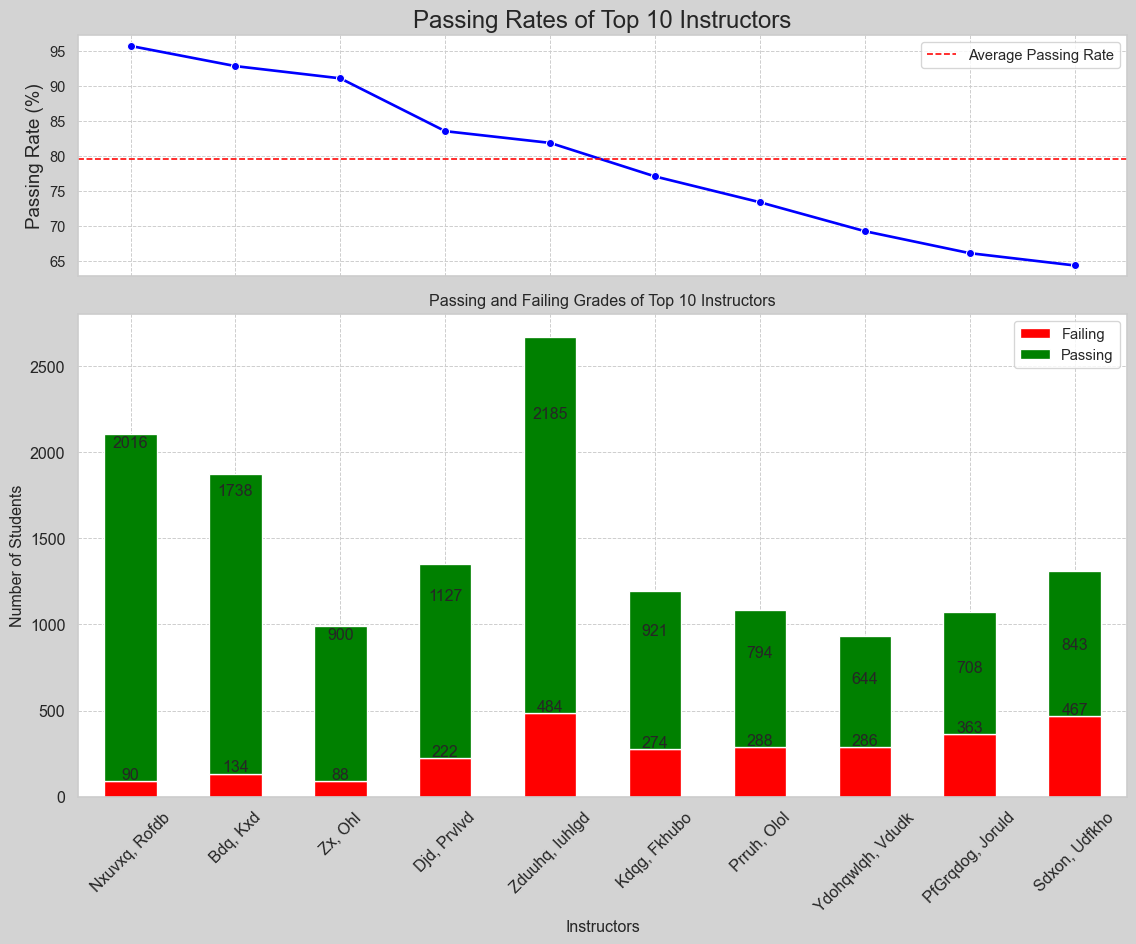 Passing Rates of Top 10 Instructors
Passing Rate (%)
95
90
85
80
75
70
65
Average Passing Rate
Passing and Failing Grades of Top 10 Instructors
Number of Students
2500
2000
1500
1000
500
0
Failing
Passing
2016
1738
900
1127
2185
921
794
644
708
843
90
134
88
222
484
274
288
286
363
467
Nxuvxq, Rofdb
Bdq, Kxd
Zx, Ohl
Djd, Prvlvd
Zduuhq, Iuhlgd
Kdqg, Fkhubo
Prruh, Olol
Ydohqwlqh, Vdudk
PfGrqdog, Joruld
Sdxon, Udfkho
Instructors